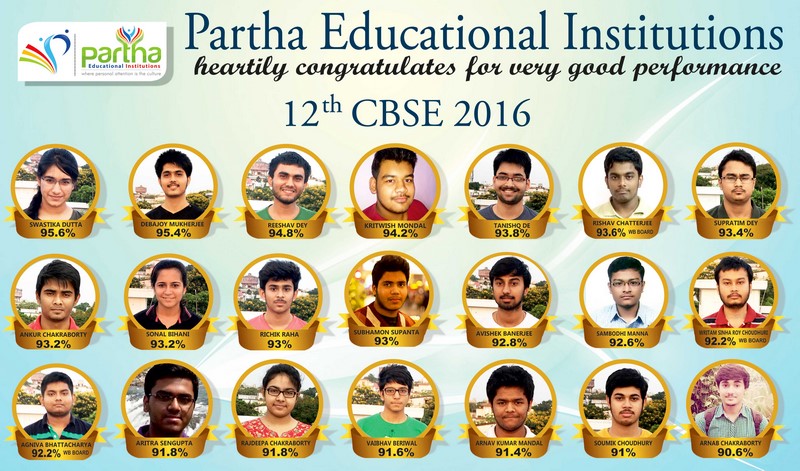 Partha Educational Institutions
partha
Educational Institutions
where personal attention is the culture
heartily congratulates for very good performance
12th CBSE 2016
SWASTIKA DUTTA
95.6%
DEBAJOY MUKHERJEE
95.4%
REESHAV DEY
94.8%
KRITWISH MONDAL
94.2%
TANISHQ DE
93.8%
RISHAV CHATTERJEE
93.6% WB BOARD
SUPRATIM DEY
93.4%
ANKUR CHAKRABORTY
93.2%
SONAL BIHANI
93.2%
RICHIK RAHA
93%
SUBHAMON SUPANTA
93%
AVISHEK BANERJEE
92.8%
SAMBODHI MANNA
92.6%
SINHA ROY CHOUDHURI
92.2% WB BOARD
AGNIVA BHATTACHARYA
92.2% WB BOARD
ARITRA SENGUPTA
91.8%
RAJDEEPA CHAKRABORTY
91.8%
VAIBHAV BERIWAL
91.6%
ARNAV KUMAR MANDAL
91.4%
SOUMIK CHOUDHURY
91%
ARNAB CHAKRABORTY
90.6%